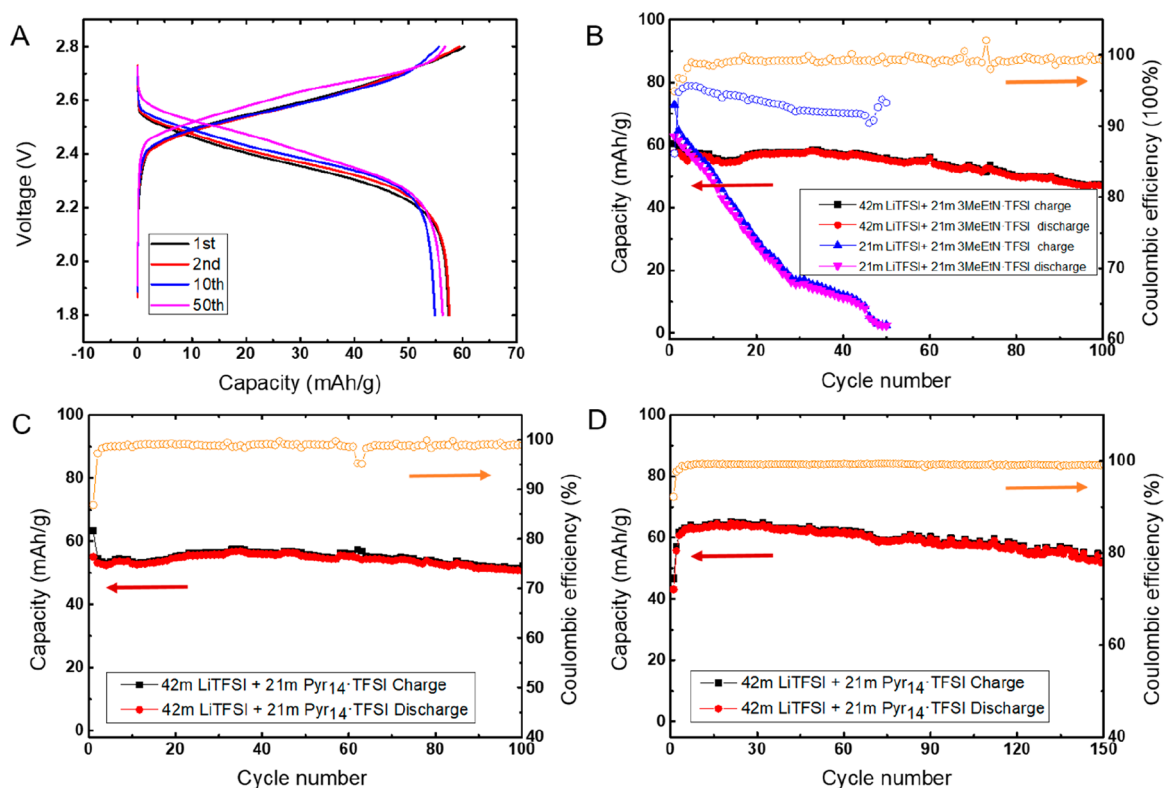 A
2.8
2.6
2.4
2.2
2.0
1.8
Voltage (V)
1st
2nd
10th
50th
-10 0 10 20 30 40 50 60 70
Capacity (mAh/g)
B
100
80
60
40
20
0
Capacity (mAh/g)
42m LiTFSI+ 21m 3MeEtN·TFSI charge
42m LiTFSI+ 21m 3MeEtN·TFSI discharge
21m LiTFSI+ 21m 3MeEtN·TFSI charge
21m LiTFSI+ 21m 3MeEtN·TFSI discharge
100
90
80
70
60
Coulombic efficiency (100%)
0 20 40 60 80 100
Cycle number
C
100
80
60
40
20
0
Capacity (mAh/g)
42m LiTFSI + 21m Pyr14·TFSI Charge
42m LiTFSI + 21m Pyr14·TFSI Discharge
100
90
80
70
60
50
40
Coulombic efficiency (%)
0 20 40 60 80 100
Cycle number
D
100
80
60
40
20
0
Capacity (mAh/g)
42m LiTFSI + 21m Pyr14·TFSI Charge
42m LiTFSI + 21m Pyr14·TFSI Discharge
100
80
60
40
Coulombic efficiency (%)
0 30 60 90 120 150
Cycle number